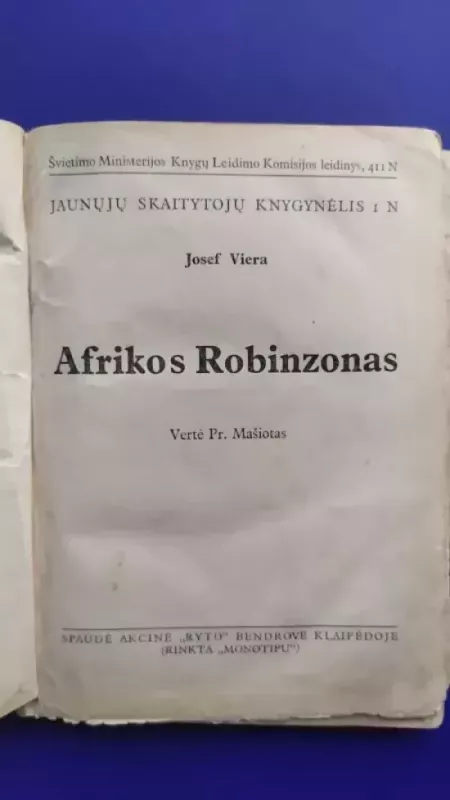 Švietimo Ministerijos Knygų Leidimo Komisijos leidinys, 411 N
JAUNŲJŲ SKAITYTOJŲ KNYGYNĖLIS 1 N
Josef Viera
Afrikos Robinzonas
Vertė Pr. Mašiotas
SPAUDĖ AKCINĖ „RYTO" BENDROVĖ KLAIPĖDOJE
(RINKTA „MONOTIPU")